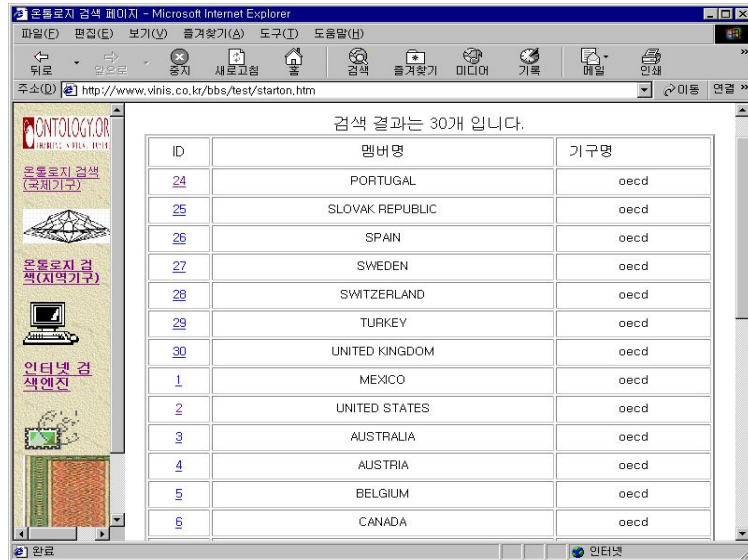 온톨로지 검색 페이지 - Microsoft Internet Explorer
파일(F) 편집(E) 보기(V) 즐겨찾기(A) 도구(T) 도움말(H)
뒤로 앞으로 중지 새로고침 홈 검색 즐겨찾기 미디어 기록 메일 인쇄 »
주소(D) http://www.vinis.co.kr/bbs/test/starton.htm 이동 연결 »
ONTOLOGY.OR
온톨로지 검색
(국제기구)
온톨로지 검
색(지역기구)
인터넷 검
색엔진
검색 결과는 30개 입니다.
ID 멤버명 기구명
24 PORTUGAL oecd
25 SLOVAK REPUBLIC oecd
26 SPAIN oecd
27 SWEDEN oecd
28 SWITZERLAND oecd
29 TURKEY oecd
30 UNITED KINGDOM oecd
1 MEXICO oecd
2 UNITED STATES oecd
3 AUSTRALIA oecd
4 AUSTRIA oecd
5 BELGIUM oecd
6 CANADA oecd
완료 인터넷